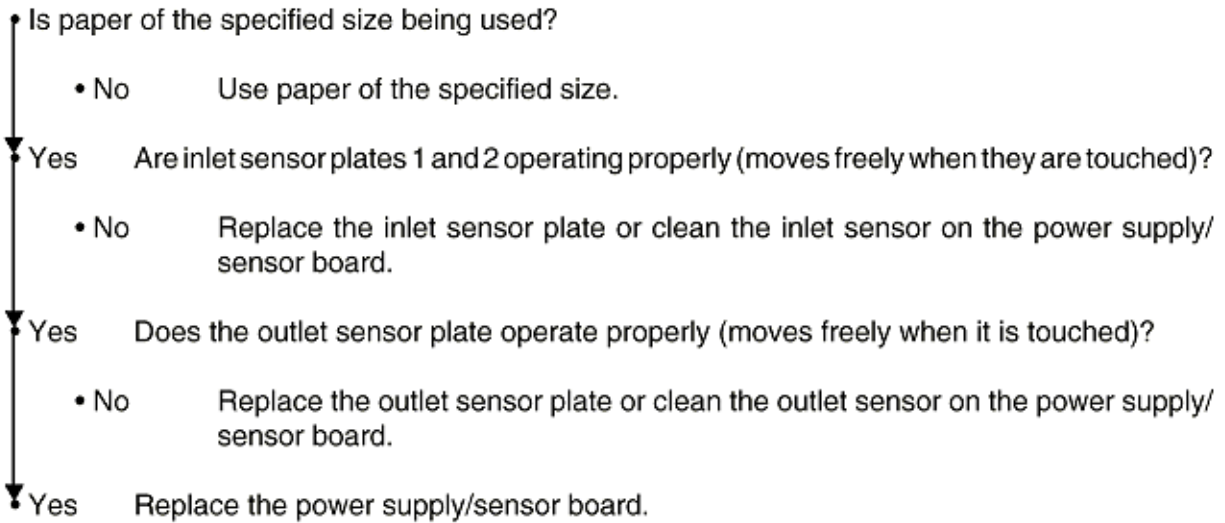 • Is paper of the specified size being used?
• No Use paper of the specified size.
• Yes Are inlet sensor plates 1 and 2 operating properly (moves freely when they are touched)?
• No Replace the inlet sensor plate or clean the inlet sensor on the power supply/
sensor board.
• Yes Does the outlet sensor plate operate properly (moves freely when it is touched)?
• No Replace the outlet sensor plate or clean the outlet sensor on the power supply/
sensor board.
• Yes Replace the power supply/sensor board.